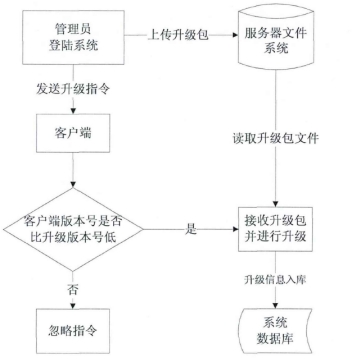 管理员
登陆系统
上传升级包
服务器文件
系统
发送升级指令
客户端
读取升级包文件
客户端版本号是否
比升级版本号低
是
接收升级包
并进行升级
否
升级信息入库
忽略指令
系统
数据库